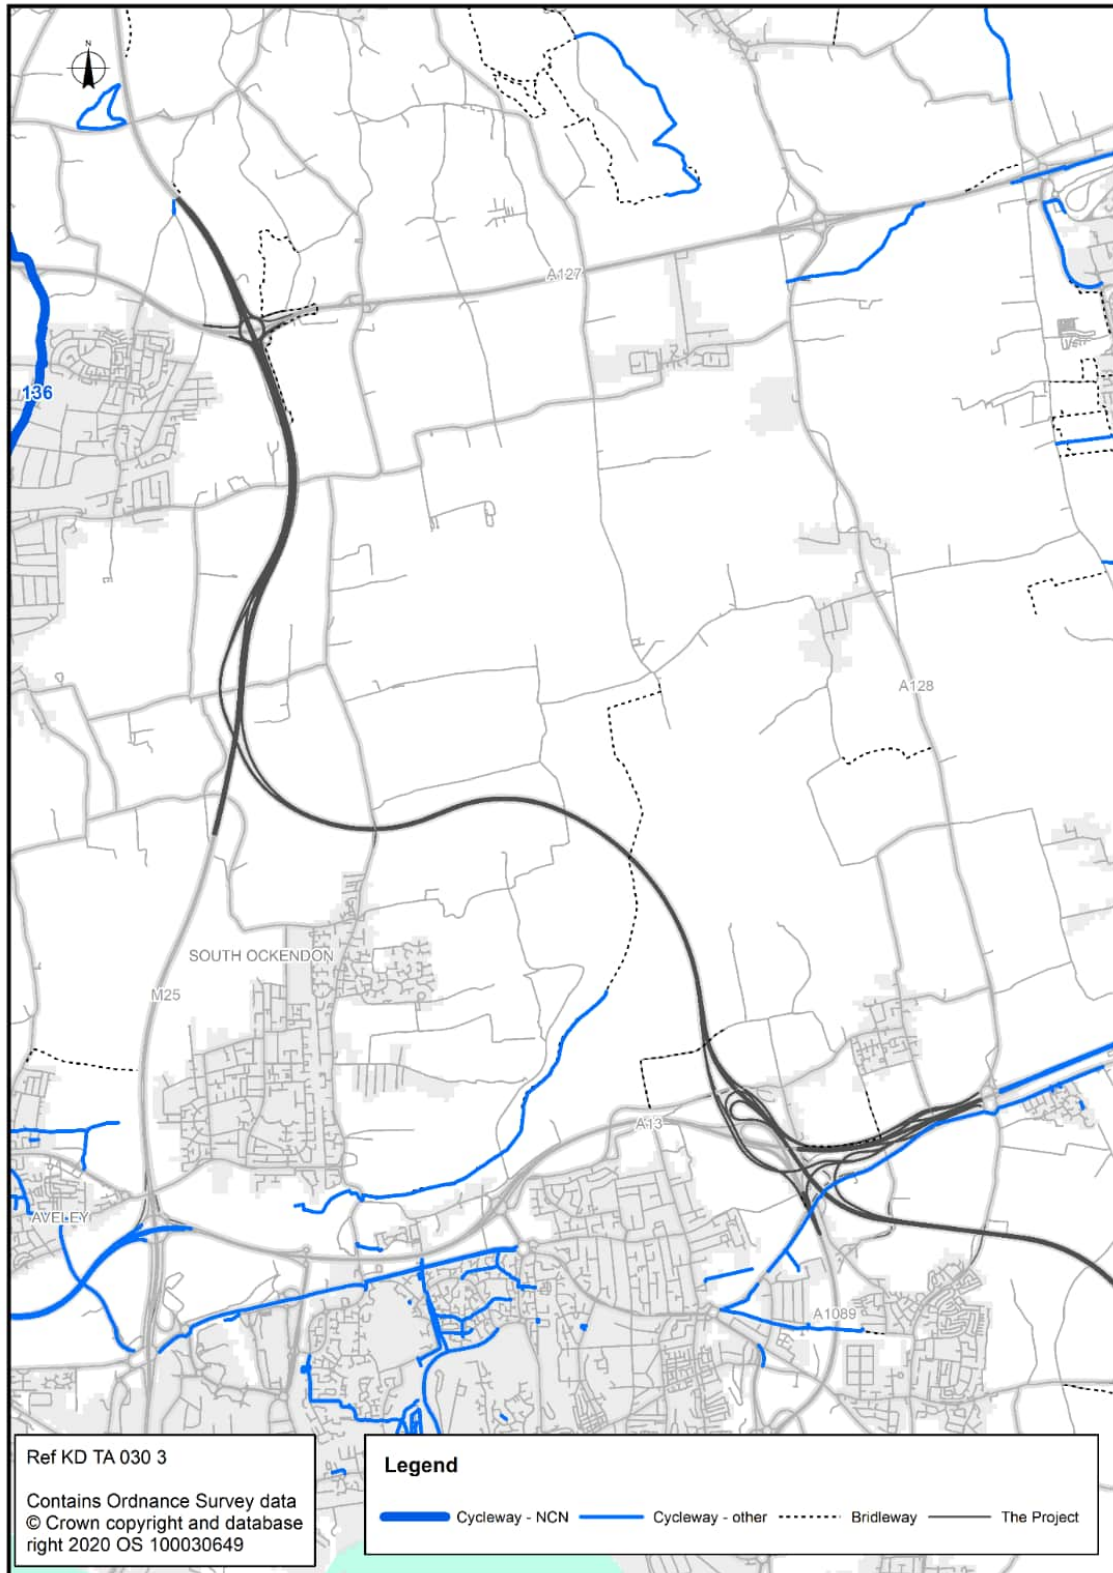 N
A127
136
A128
SOUTH OCKENDON
M25
A13
AVELEY
A1089
Ref KD TA 030 3
Contains Ordnance Survey data
© Crown copyright and database
right 2020 OS 100030649
Legend
Cycleway - NCN
Cycleway - other
Bridleway
The Project